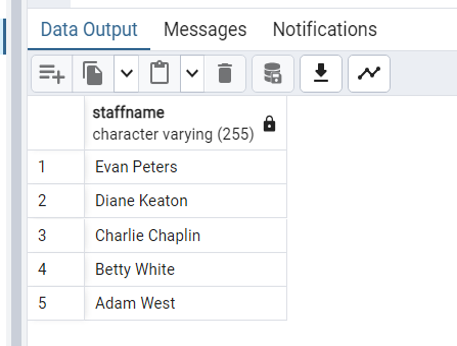 Data Output Messages Notifications
staffname
character varying (255)
1 Evan Peters
2 Diane Keaton
3 Charlie Chaplin
4 Betty White
5 Adam West